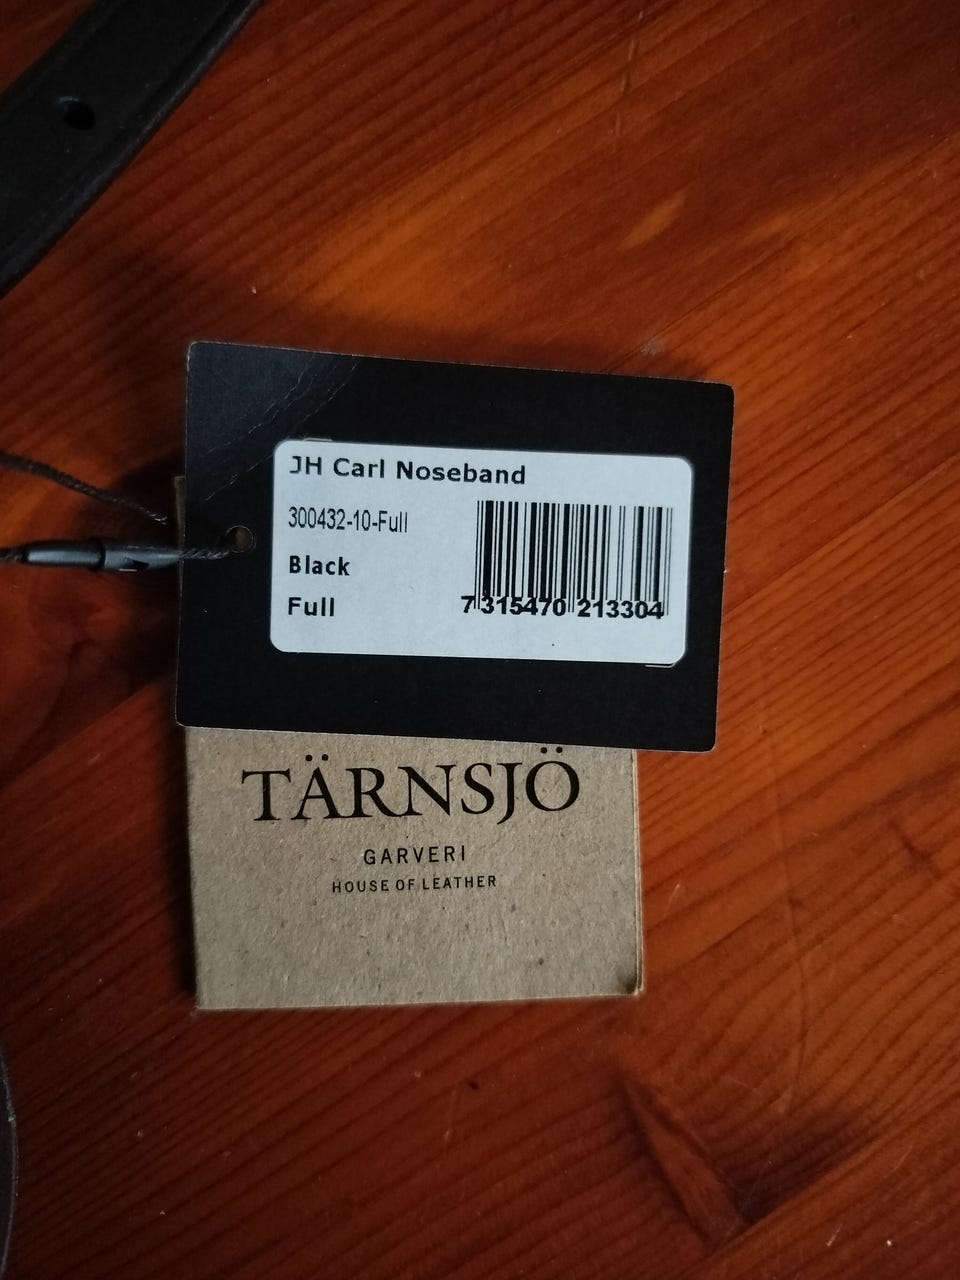 JH Carl Noseband
300432-10-Full
Black
Full
7 315470 213304
TÄRNSJÖ
GARVERI
HOUSE OF LEATHER